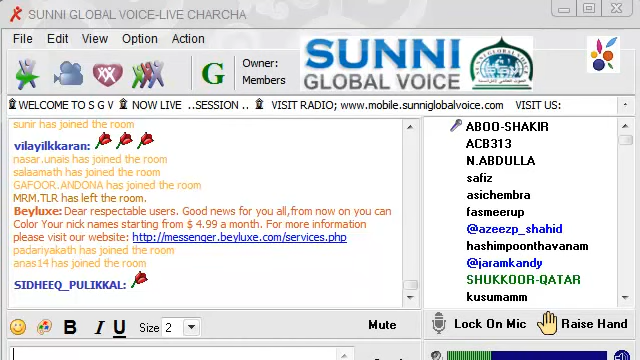 SUNNI GLOBAL VOICE-LIVE CHARCHA
File Edit View Option Action
G
Owner:
Members
SUNNI
GLOBAL VOICE
WELCOME TO S G V NOW LIVE ..SESSION .. VISIT RADIO; www.mobile.sunniglobalvoice.com VISIT US:
sunir has joined the room
vilayilkkaran:
nasar.unais has joined the room
salaamath has joined the room
GAFOOR.ANDONA has joined the room
MRM.TLR has left the room.
Beyluxe: Dear respectable users. Good news for you all,from now on you can
Color Your nick names starting from $ 4.99 a month. For more information
please visit our website: http://messenger.beyluxe.com/services.php
padariyakath has joined the room
anas14 has joined the room
SIDHEEQ_PULIKKAL:
ABOO-SHAKIR
ACB313
N.ABDULLA
safiz
asichembra
fasmeerup
@azeezp_shahid
hashimpoonthavanam
@jaramkandy
SHUKKOOR-QATAR
kusumamm
B I U Size 2 Mute
Lock On Mic Raise Hand